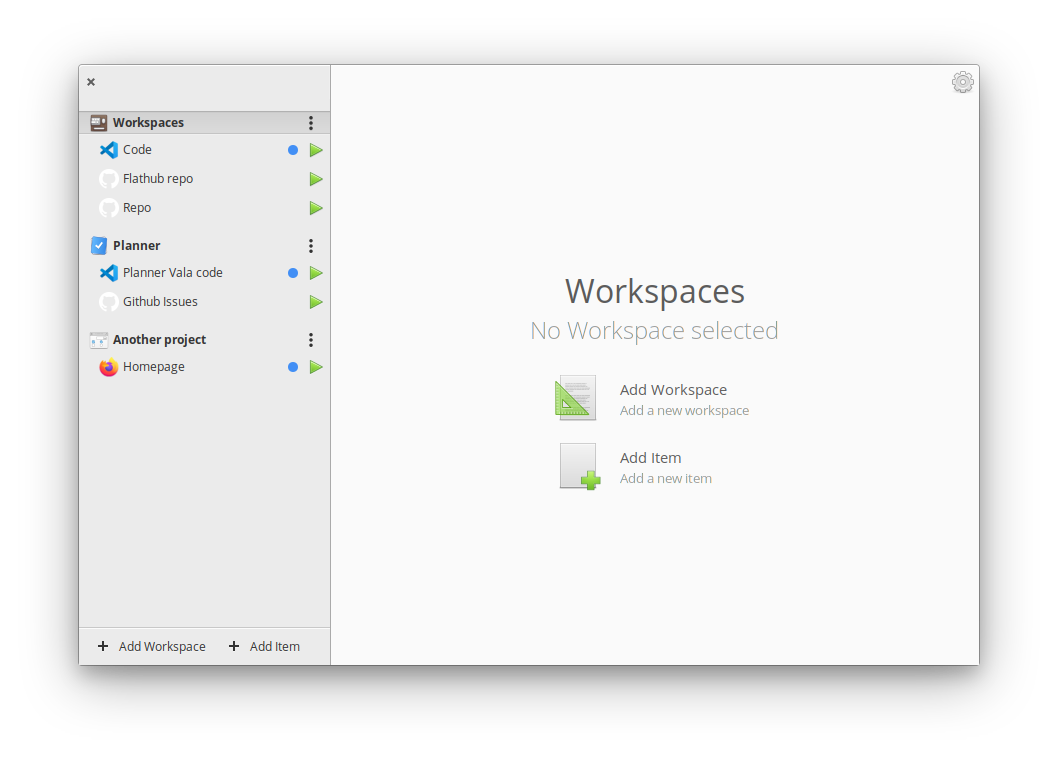 Workspaces
Code
Flathub repo
Repo
Planner
Planner Vala code
Github Issues
Another project
Homepage
Add Workspace
Add Item
Workspaces
No Workspace selected
Add Workspace
Add a new workspace
Add Item
Add a new item